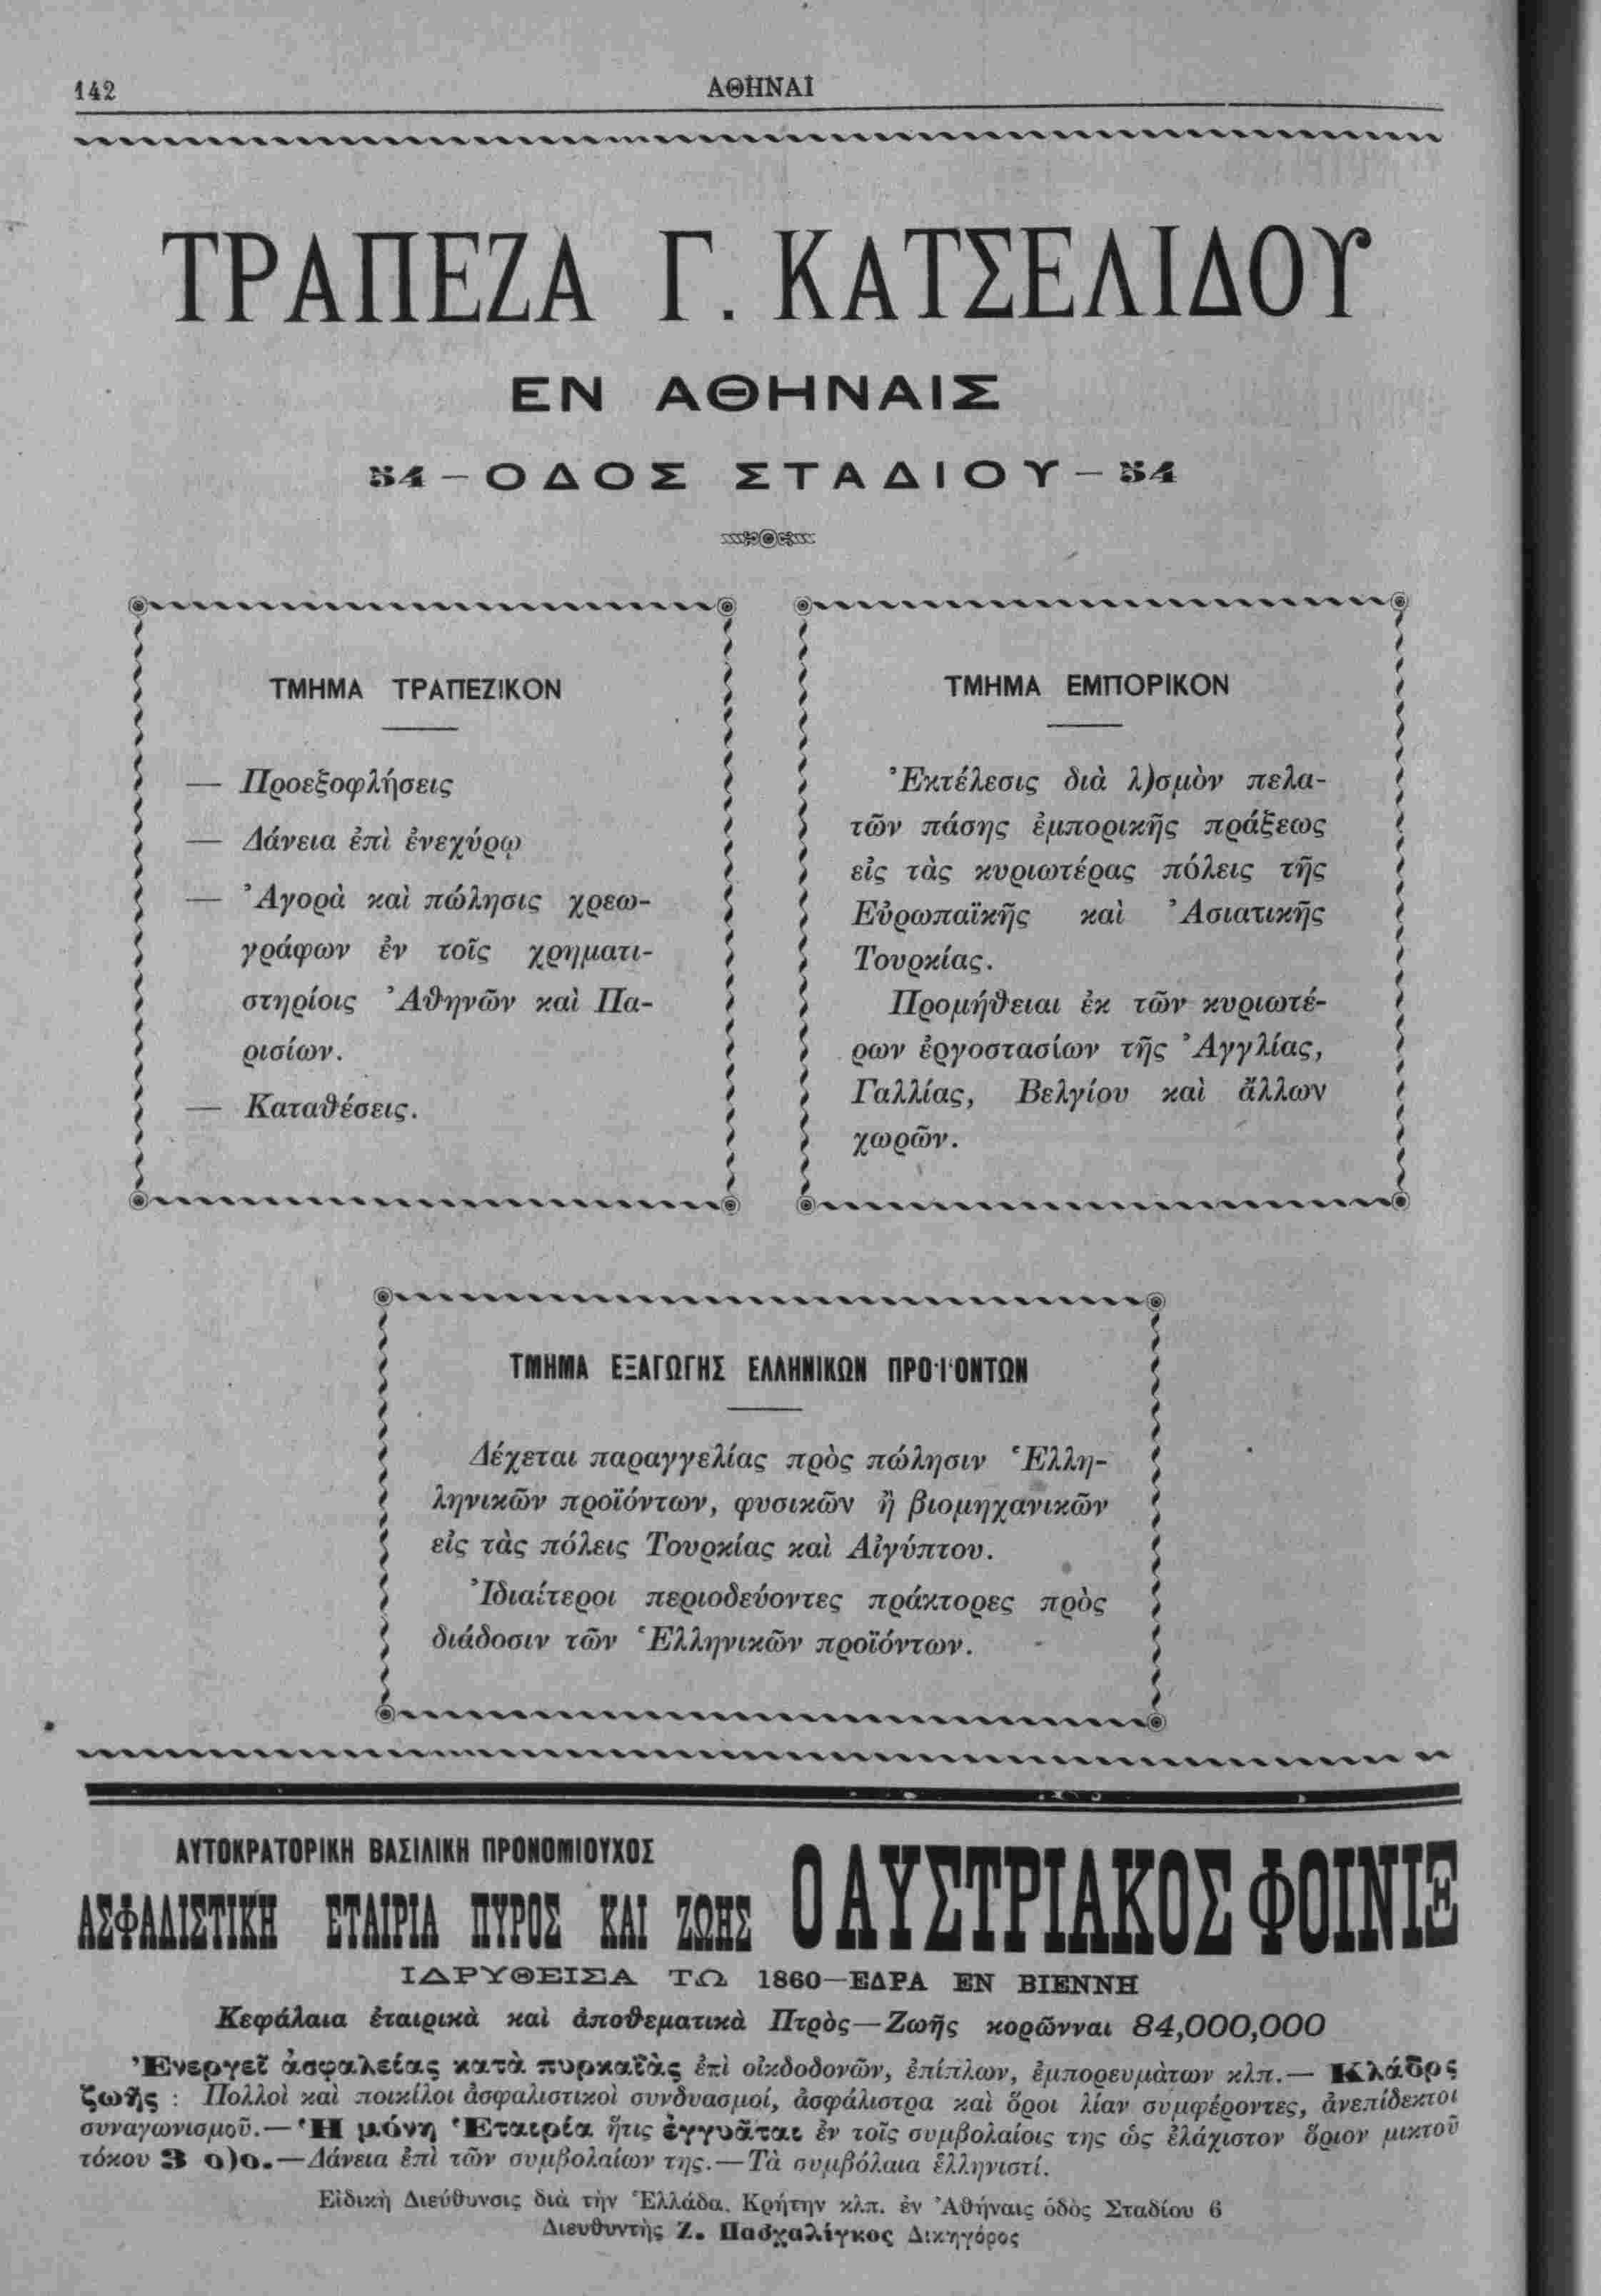 142
ΑΘΗΝΑΙ
ΤΡΑΠΕΖΑ Γ. ΚΑΤΣΕΛΙΔΟΥ
ΕΝ ΑΘΗΝΑΙΣ
54 — ΟΔΟΣ ΣΤΑΔΙΟΥ — 54
ΤΜΗΜΑ ΤΡΑΠΕΖΙΚΟΝ
— Προεξοφλήσεις
— Δάνεια ἐπὶ ἐνεχύρῳ
— Ἀγορὰ καὶ πώλησις χρεω-
γράφων ἐν τοῖς χρηματι-
στηρίοις Ἀθηνῶν καὶ Πα-
ρισίων.
— Καταθέσεις.
ΤΜΗΜΑ ΕΜΠΟΡΙΚΟΝ
Ἐκτέλεσις διὰ λ)σμὸν πελα-
τῶν πάσης ἐμπορικῆς πράξεως
εἰς τὰς κυριωτέρας πόλεις τῆς
Εὐρωπαϊκῆς καὶ Ἀσιατικῆς
Τουρκίας.
Προμήθειαι ἐκ τῶν κυριωτέ-
ρων ἐργοστασίων τῆς Ἀγγλίας,
Γαλλίας, Βελγίου καὶ ἄλλων
χωρῶν.
ΤΜΗΜΑ ΕΞΑΓΩΓΗΣ ΕΛΛΗΝΙΚΩΝ ΠΡΟΪΟΝΤΩΝ
Δέχεται παραγγελίας πρὸς πώλησιν Ἑλλη-
ληνικῶν προϊόντων, φυσικῶν ἢ βιομηχανικῶν
εἰς τὰς πόλεις Τουρκίας καὶ Αἰγύπτου.
Ἰδιαίτεροι περιοδεύοντες πράκτορες πρὸς
διάδοσιν τῶν Ἑλληνικῶν προϊόντων.
ΑΥΤΟΚΡΑΤΟΡΙΚΗ ΒΑΣΙΛΙΚΗ ΠΡΟΝΟΜΙΟΥΧΟΣ
ΑΣΦΑΛΙΣΤΙΚΗ ΕΤΑΙΡΙΑ ΠΥΡΟΣ ΚΑΙ ΖΩΗΣ Ο ΑΥΣΤΡΙΑΚΟΣ ΦΟΙΝΙΞ
ΙΔΡΥΘΕΙΣΑ ΤΩ 1860—ΕΔΡΑ ΕΝ ΒΙΕΝΝΗ
Κεφάλαια ἑταιρικὰ καὶ ἀποθεματικὰ Πτρὸς—Ζωῆς κορῶνναι 84,000,000
Ἐνεργεῖ ἀσφαλείας κατὰ πυρκαϊᾶς ἐπὶ οἰκδοδονῶν, ἐπίπλων, ἐμπορευμάτων κλπ.— Κλάδος
ζωῆς : Πολλοὶ καὶ ποικίλοι ἀσφαλιστικοὶ συνδυασμοί, ἀσφάλιστρα καὶ ὅροι λίαν συμφέροντες, ἀνεπίδεκτοι
συναγωνισμοῦ.—Ἡ μόνη Ἑταιρία ἥτις ἐγγυᾶται ἐν τοῖς συμβολαίοις της ὡς ἐλάχιστον ὅριον μικτοῦ
τόκου 3 ο)ο.—Δάνεια ἐπὶ τῶν συμβολαίων της.—Τὰ συμβόλαια ἑλληνιστί.
Εἰδικὴ Διεύθυνσις διὰ τὴν Ἑλλάδα, Κρήτην κλπ. ἐν Ἀθήναις ὁδὸς Σταδίου 6
Διευθυντὴς Ζ. Πασχαλίγκος Δικηγόρος